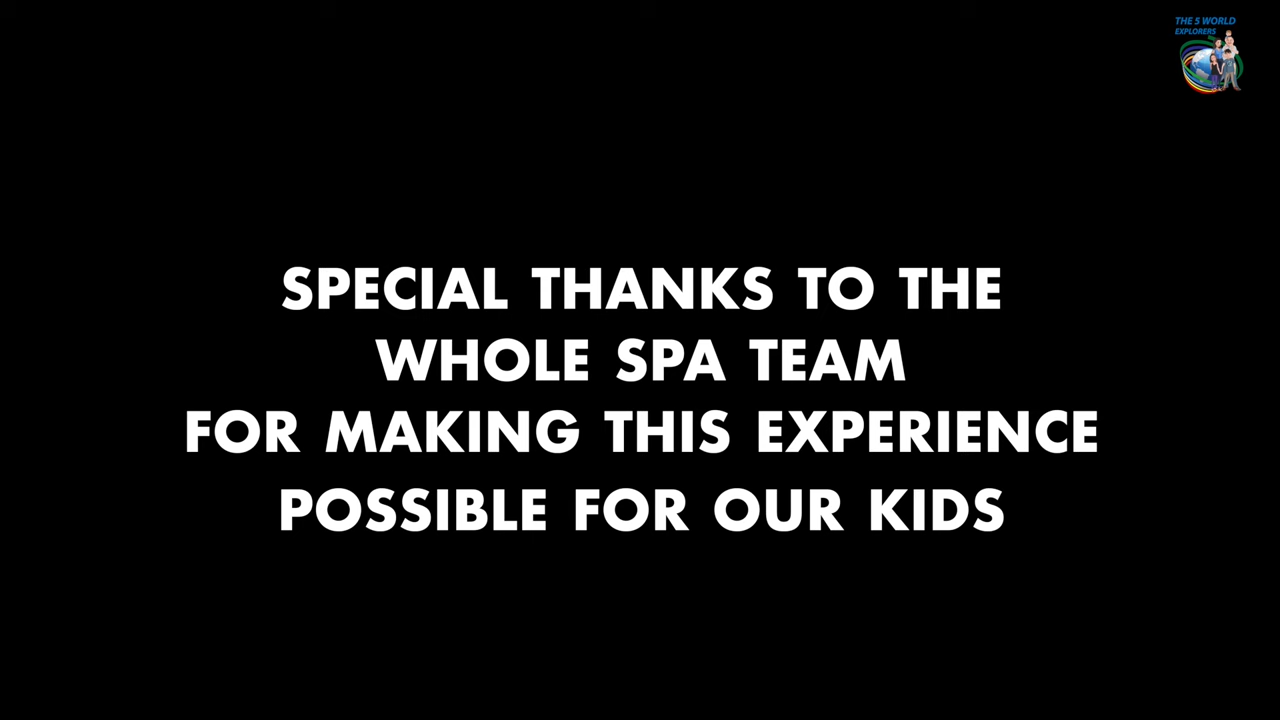 THE 5 WORLD
EXPLORERS
SPECIAL THANKS TO THE
WHOLE SPA TEAM
FOR MAKING THIS EXPERIENCE
POSSIBLE FOR OUR KIDS